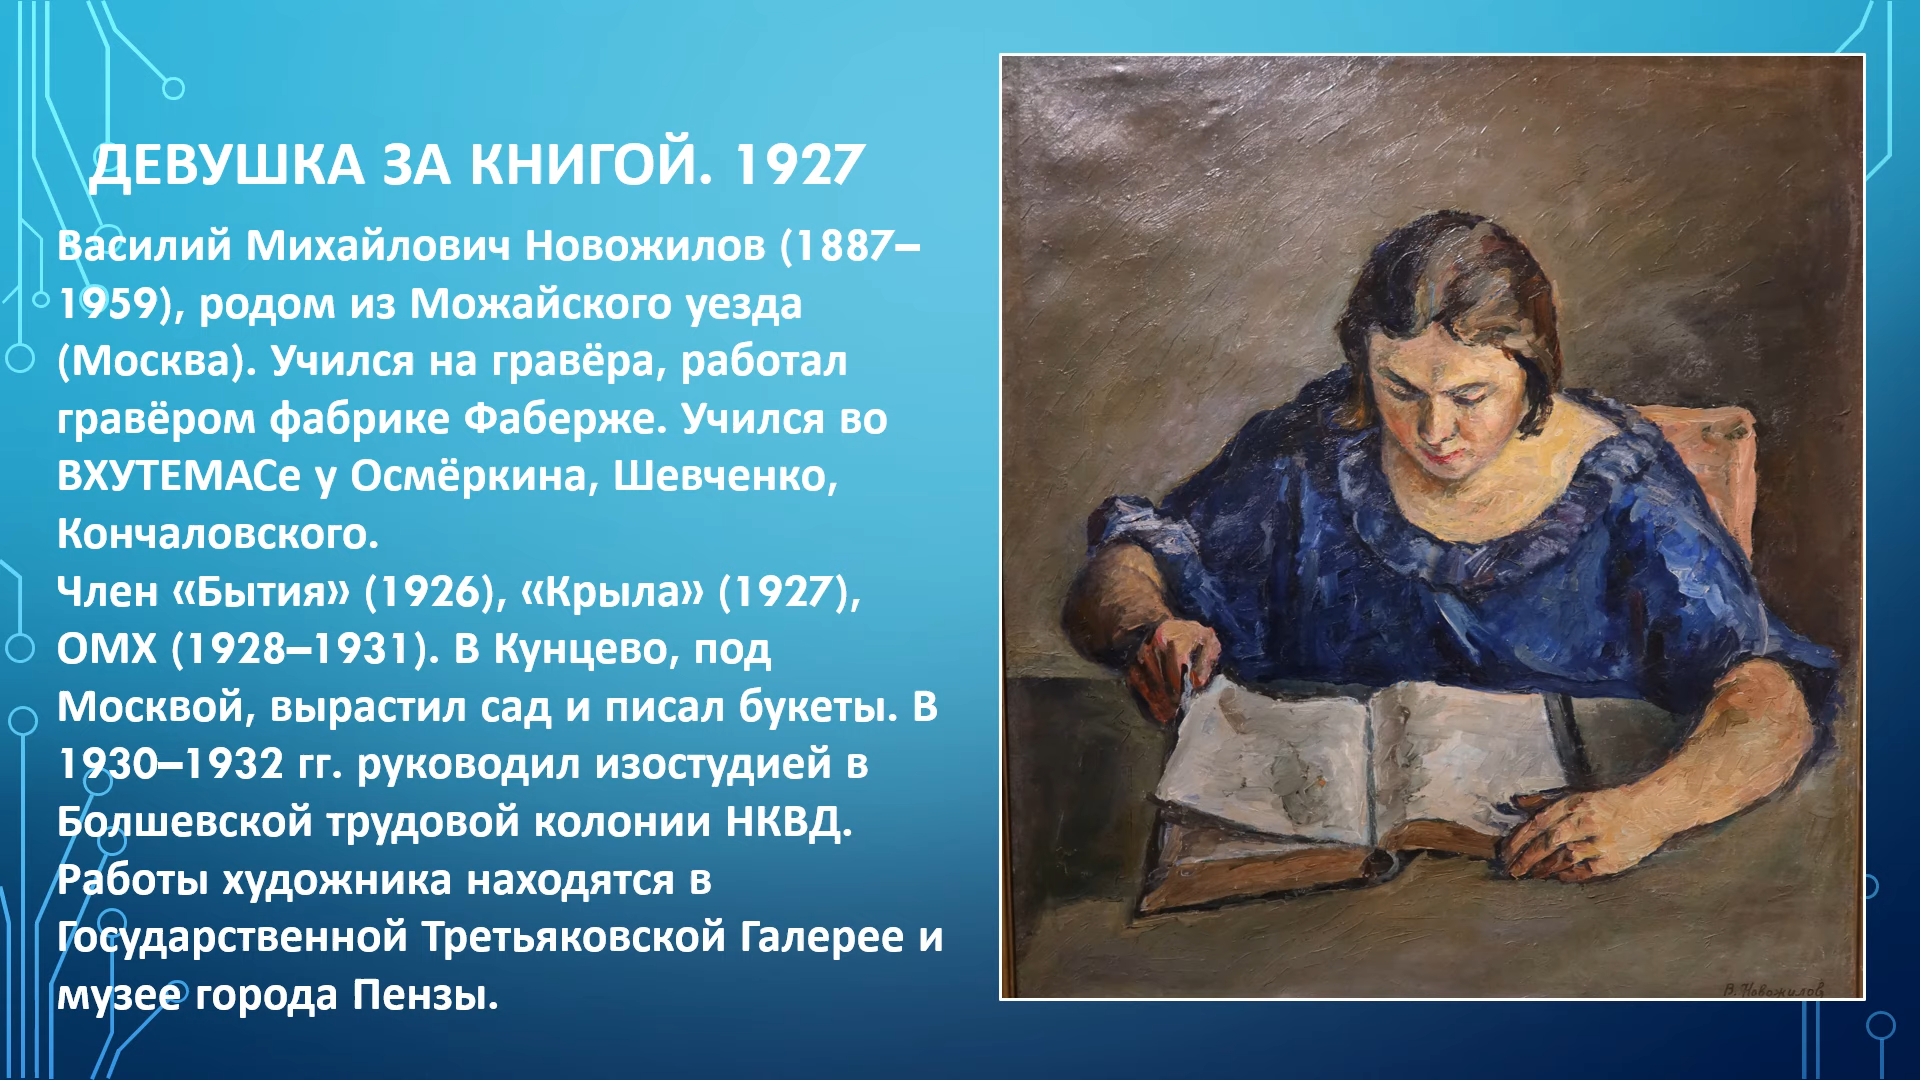 ДЕВУШКА ЗА КНИГОЙ. 1927
Василий Михайлович Новожилов (1887–
1959), родом из Можайского уезда
(Москва). Учился на гравёра, работал
гравёром фабрике Фаберже. Учился во
ВХУТЕМАСе у Осмёркина, Шевченко,
Кончаловского.
Член «Бытия» (1926), «Крыла» (1927),
ОМХ (1928–1931). В Кунцево, под
Москвой, вырастил сад и писал букеты. В
1930–1932 гг. руководил изостудией в
Болшевской трудовой колонии НКВД.
Работы художника находятся в
Государственной Третьяковской Галерее и
музее города Пензы.
В. Новожилов